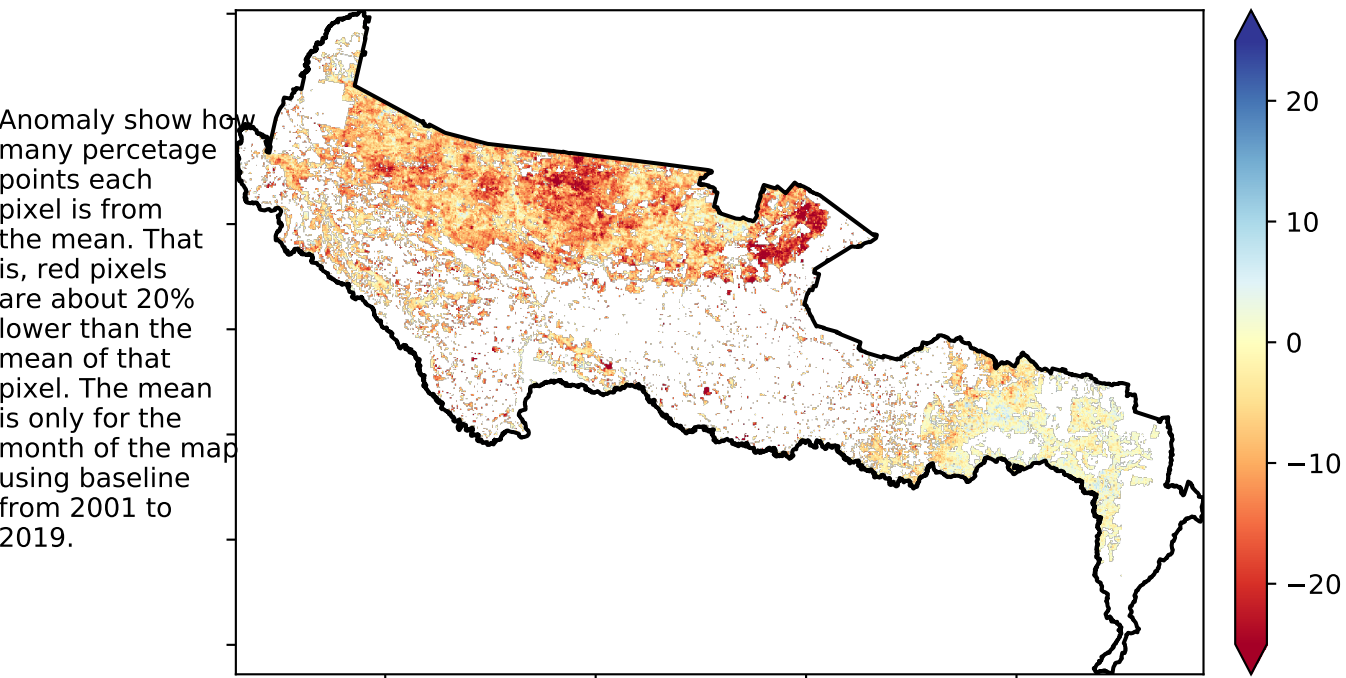 Anomaly show how
many percetage
points each
pixel is from
the mean. That
is, red pixels
are about 20%
lower than the
mean of that
pixel. The mean
is only for the
month of the map
using baseline
from 2001 to
2019.
20
10
0
−10
−20